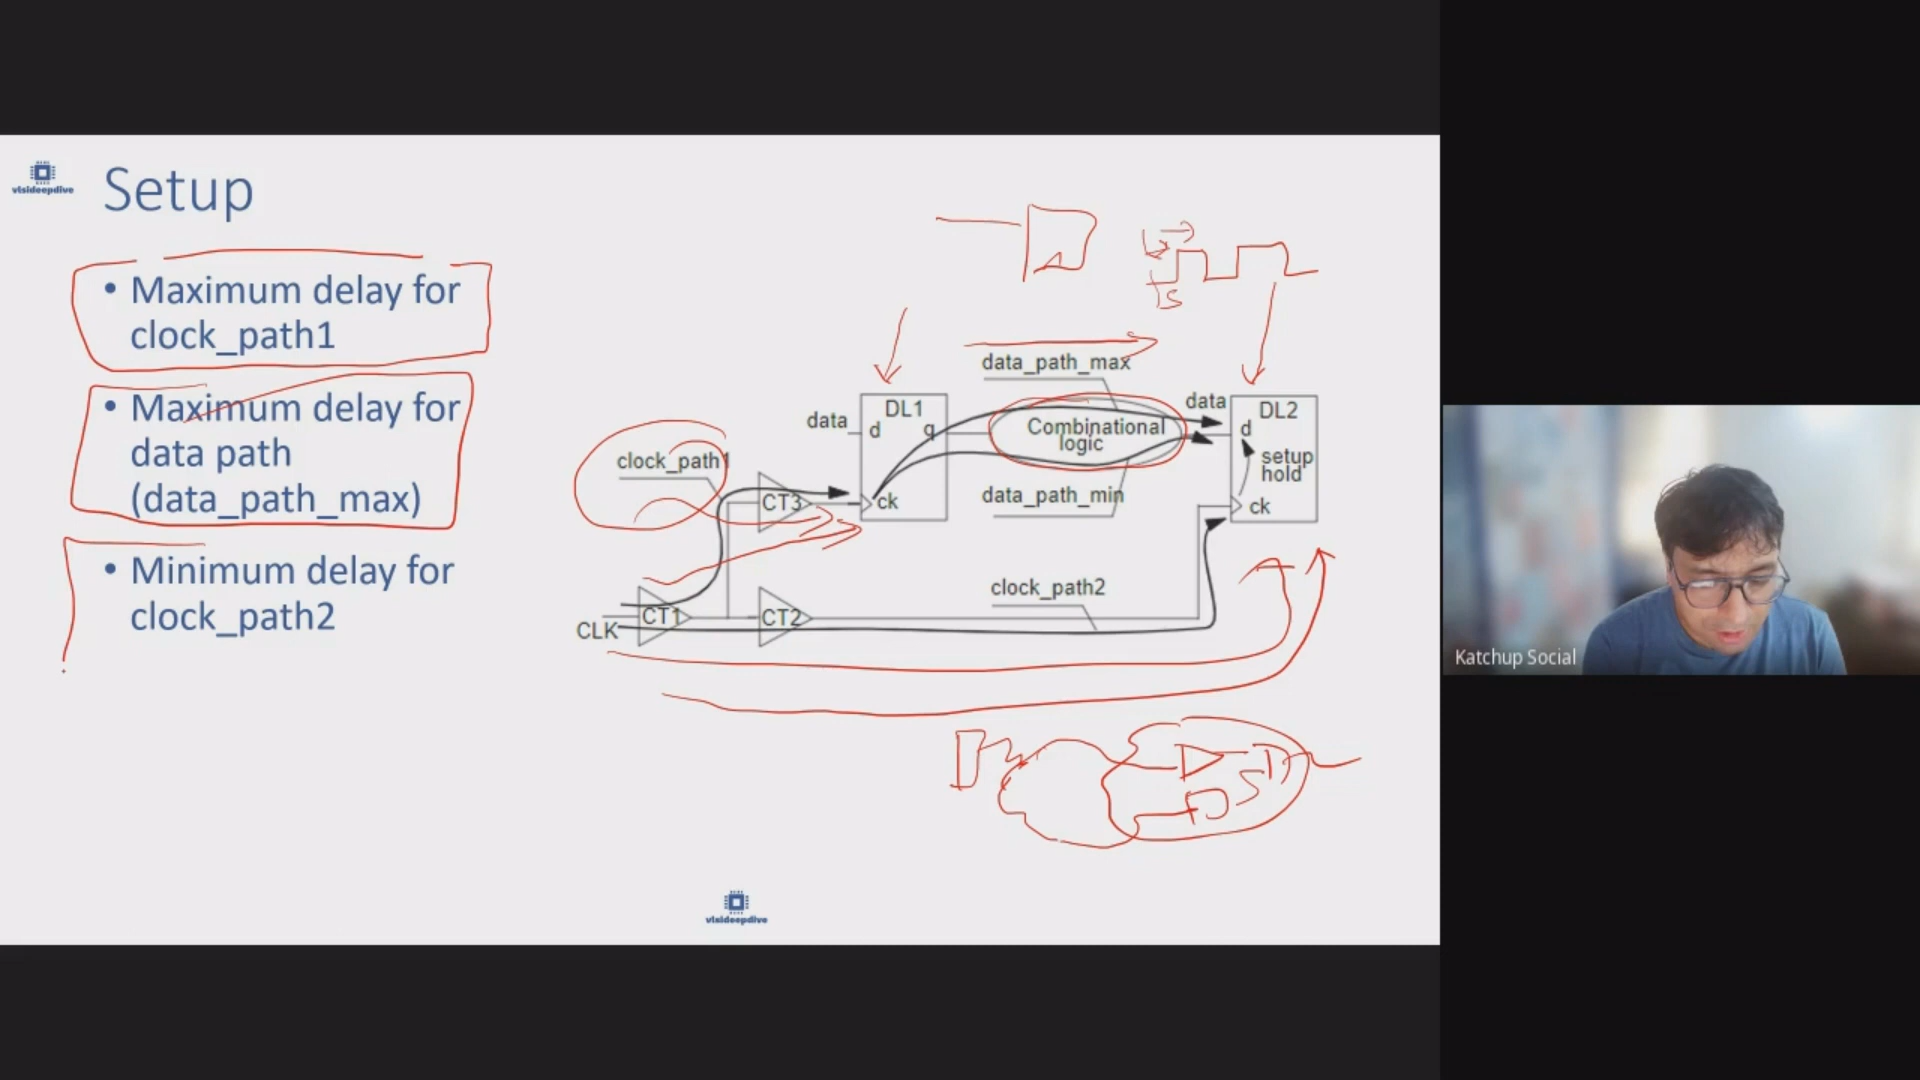 vlsideepdive
Setup
• Maximum delay for
clock_path1
• Maximum delay for
data path
(data_path_max)
• Minimum delay for
clock_path2
ts
data_path_max
data
DL1
d
q
ck
Combinational
logic
data
DL2
d
setup
hold
ck
clock_path1
CT3
data_path_min
clock_path2
CLK
CT1
CT2
vlsideepdive
Katchup Social